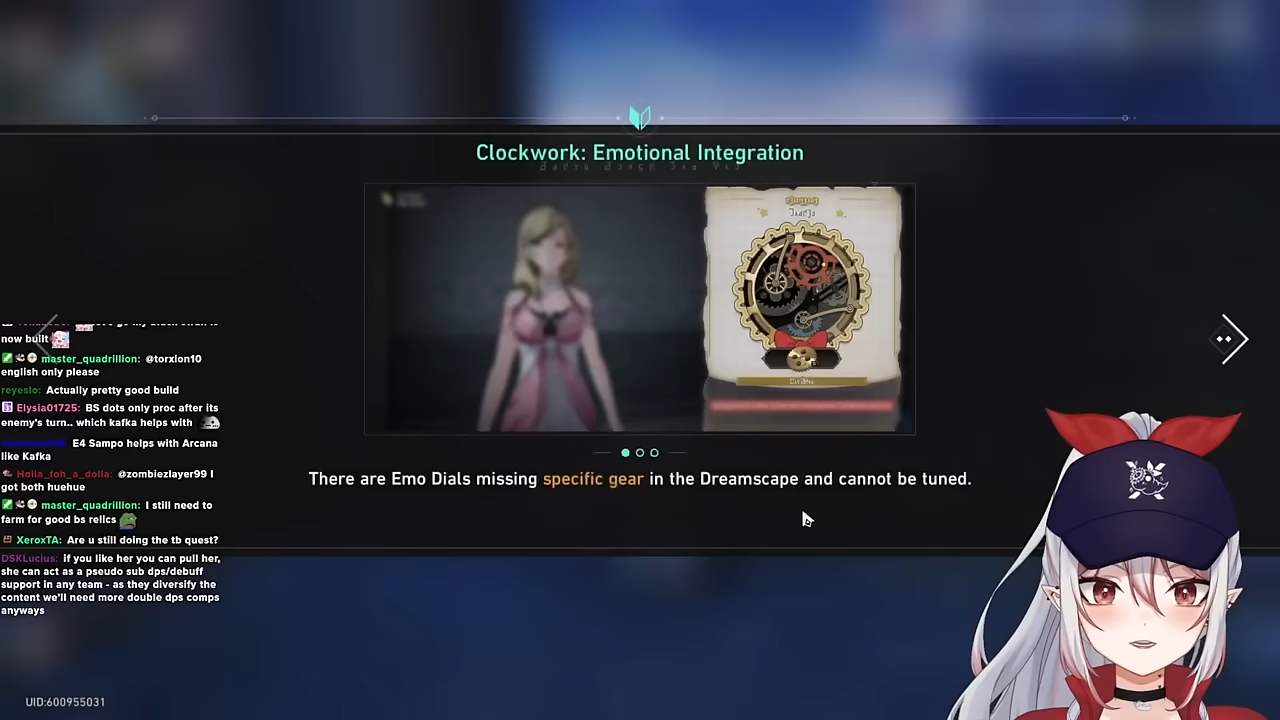 Clockwork: Emotional Integration
There are Emo Dials missing specific gear in the Dreamscape and cannot be tuned.
now built
master_quadrillion: @torxion10
english only please
reyeslo: Actually pretty good build
Elysia01725: BS dots only proc after its
enemy's turn.. which kafka helps with
E4 Sampo helps with Arcana
like Kafka
Holla_foh_a_dolla: @zombiezlayer99 I
got both huehue
master_quadrillion: I still need to
farm for good bs relics
XeroxTA: Are u still doing the tb quest?
DSKLucius: if you like her you can pull her,
she can act as a pseudo sub dps/debuff
support in any team - as they diversify the
content we'll need more double dps comps
anyways
UID:600955031